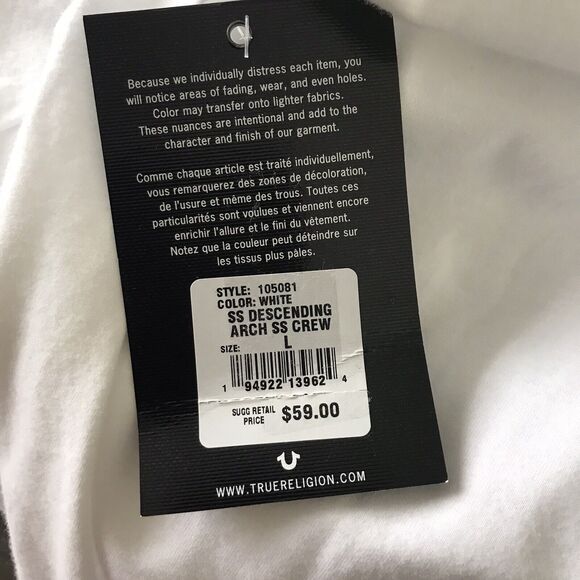 Because we individually distress each item, you
will notice areas of fading, wear, and even holes.
Color may transfer onto lighter fabrics.
These nuances are intentional and add to the
character and finish of our garment.
Comme chaque article est traité individuellement,
vous remarquerez des zones de décoloration,
de l'usure et même des trous. Toutes ces
particularités sont voulues et viennent encore
enrichir l'allure et le fini du vêtement.
Notez que la couleur peut déteindre sur
les tissus plus pâles.
STYLE: 105081
COLOR: WHITE
SS DESCENDING
ARCH SS CREW
SIZE: L
1 94922 13962 4
SUGG RETAIL PRICE $59.00
WWW.TRUERELIGION.COM